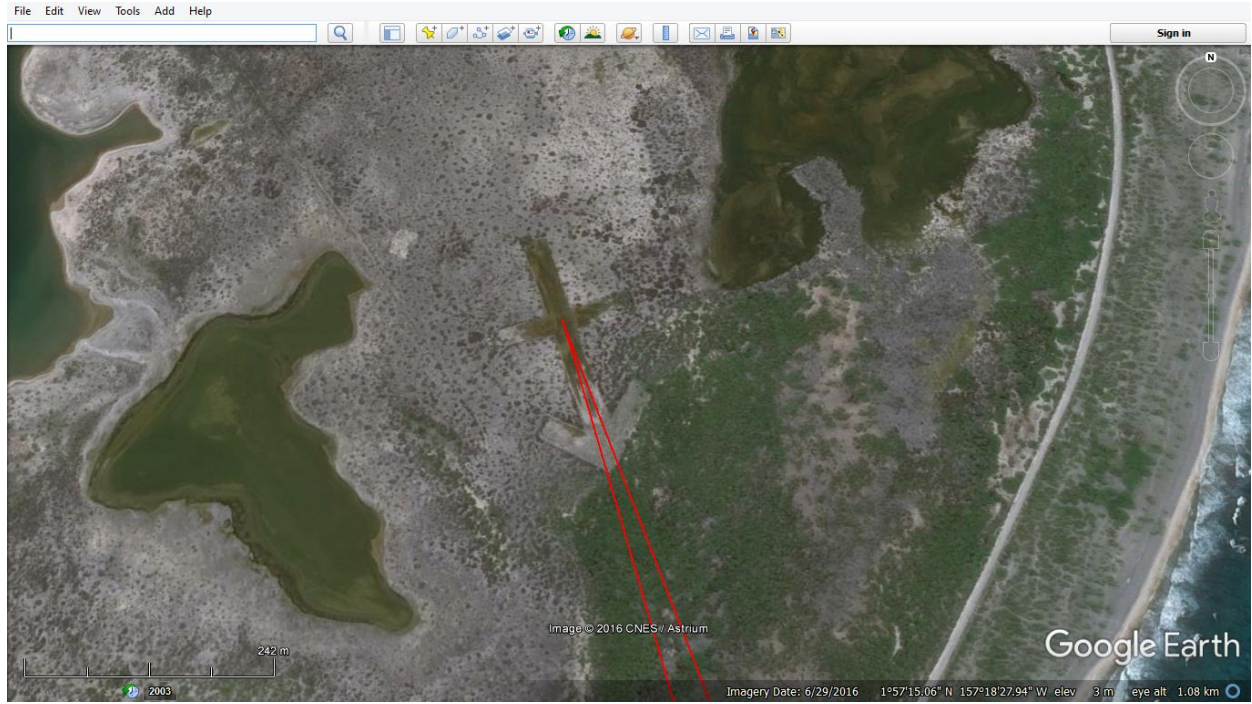 File Edit View Tools Add Help
Sign in
N
Image © 2016 CNES / Astrium
Google Earth
242 m
2003
Imagery Date: 6/29/2016 1°57'15.06" N 157°18'27.94" W elev 3 m eye alt 1.08 km